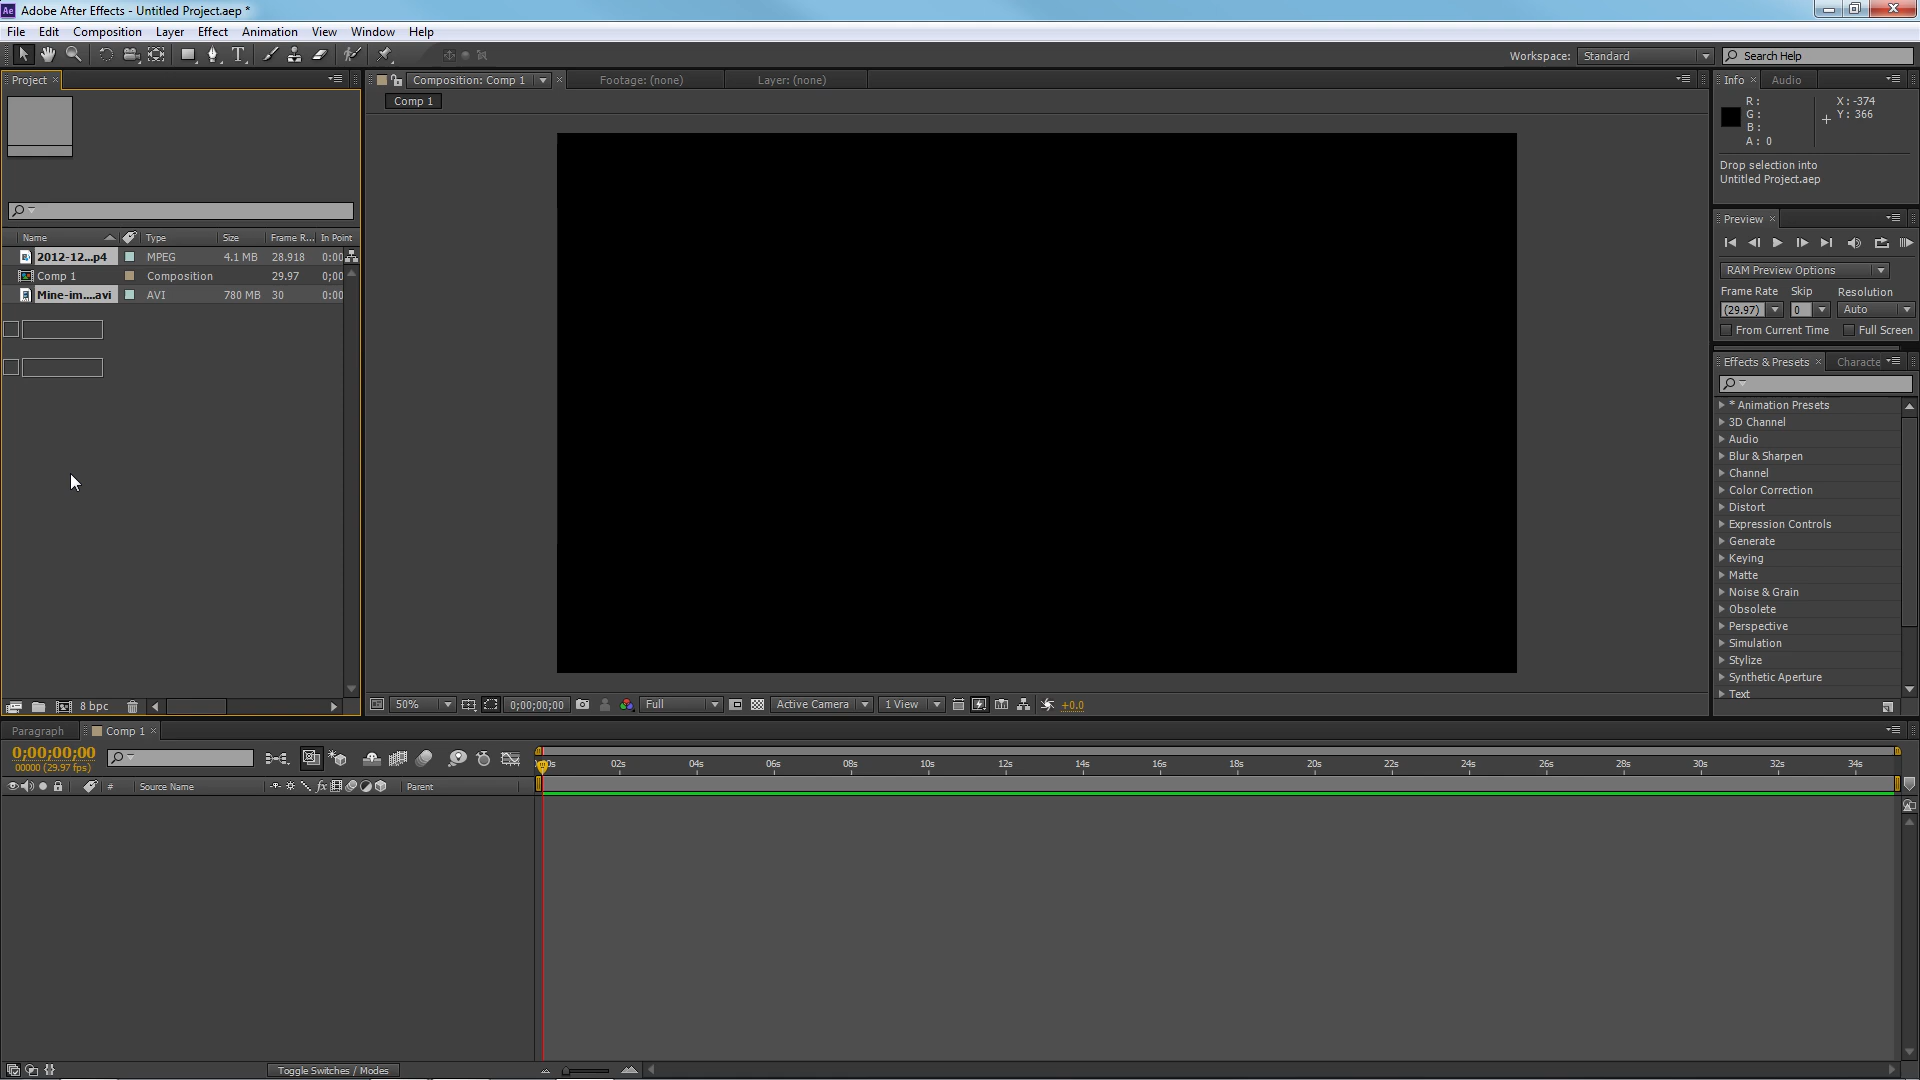 Ae Adobe After Effects - Untitled Project.aep *
File Edit Composition Layer Effect Animation View Window Help
T Workspace: Standard Search Help
Project × Composition: Comp 1 × Footage: (none) Layer: (none) Info × Audio
Comp 1
R :
G :
B :
A : 0
X : -374
Y : 366
Drop selection into
Untitled Project.aep
Name Type Size Frame R... In Point
2012-12...p4 MPEG 4.1 MB 28.918 0:00
Comp 1 Composition 29.97 0;00
Mine-im....avi AVI 780 MB 30 0:00
8 bpc
50% 0;00;00;00 Full Active Camera 1 View +0.0
Preview ×
RAM Preview Options
Frame Rate Skip Resolution
(29.97) 0 Auto
From Current Time Full Screen
Effects & Presets × Characte
* Animation Presets
3D Channel
Audio
Blur & Sharpen
Channel
Color Correction
Distort
Expression Controls
Generate
Keying
Matte
Noise & Grain
Obsolete
Perspective
Simulation
Stylize
Synthetic Aperture
Text
Paragraph Comp 1 ×
0;00;00;00
00000 (29.97 fps)
02s 04s 06s 08s 10s 12s 14s 16s 18s 20s 22s 24s 26s 28s 30s 32s 34s
# Source Name fx Parent
Toggle Switches / Modes